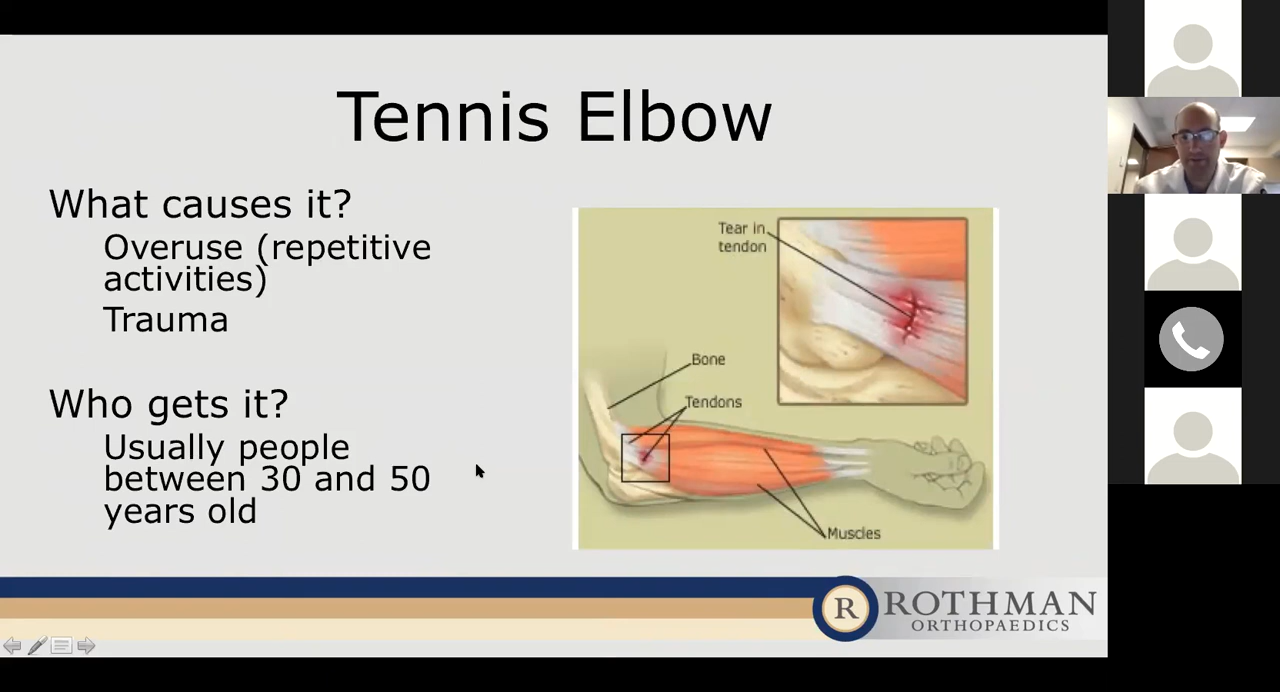 Tennis Elbow
What causes it?
Overuse (repetitive
activities)
Trauma
Who gets it?
Usually people
between 30 and 50
years old
Tear in
tendon
Bone
Tendons
Muscles
R ROTHMAN
ORTHOPAEDICS